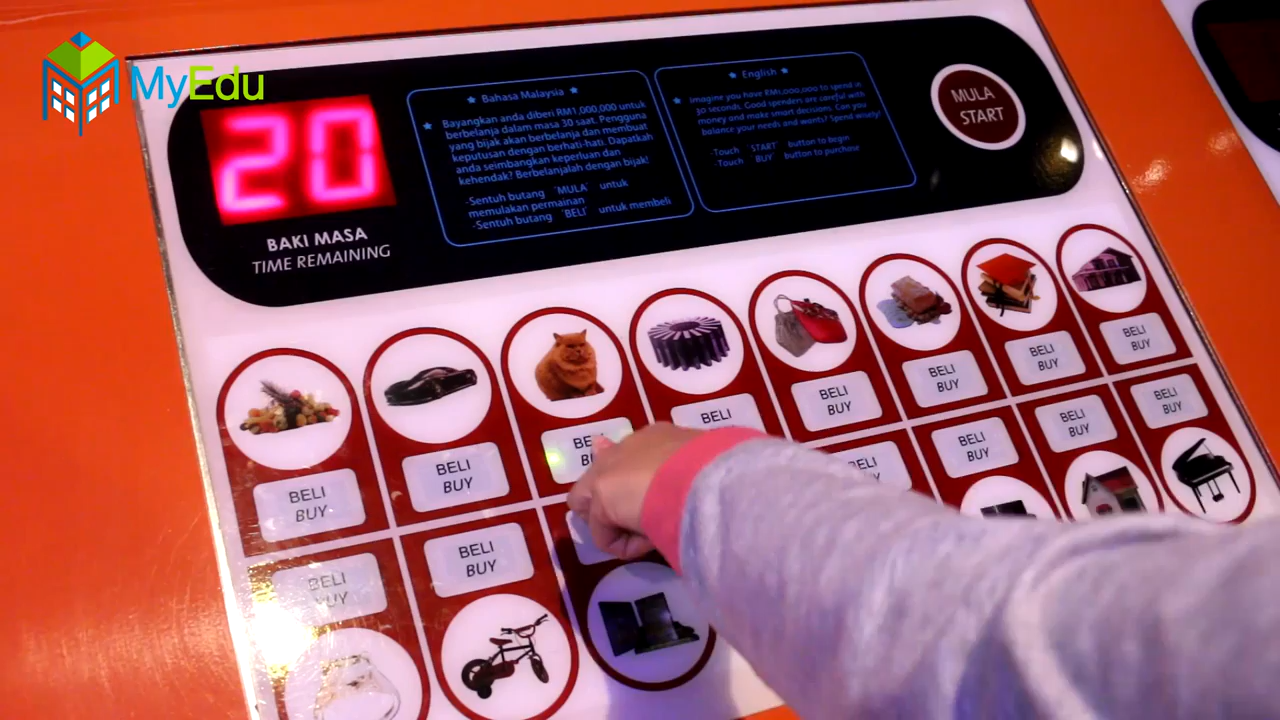 MyEdu
20
BAKI MASA
TIME REMAINING
Bahasa Malaysia
Bayangkan anda diberi RM1,000,000 untuk
berbelanja dalam masa 30 saat. Pengguna
yang bijak akan berbelanja dan membuat
keputusan dengan berhati-hati. Dapatkah
anda seimbangkan keperluan dan
kehendak? Berbelanjalah dengan bijak!
-Sentuh butang `MULA´ untuk
memulakan permainan
-Sentuh butang `BELI´ untuk membeli
English
Imagine you have RM1,000,000 to spend in
30 seconds. Good spenders are careful with
money and make smart decisions. Can you
balance your needs and wants? Spend wisely!
-Touch `START´ button to begin
-Touch `BUY´ button to purchase
MULA
START
BELI
BUY
BELI
BUY
BELI
BELI
BELI
BUY
BELI
BUY
BELI
BUY
BELI
BUY
BELI
BUY
BELI
BUY
BELI
BELI
BUY
BELI
BUY
BELI
BUY